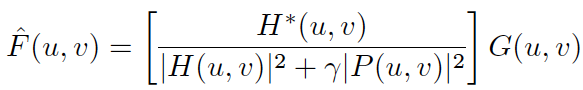 F̂(u, v) = [ H*(u, v) / ( |H(u, v)|² + γ|P(u, v)|² ) ] G(u, v)